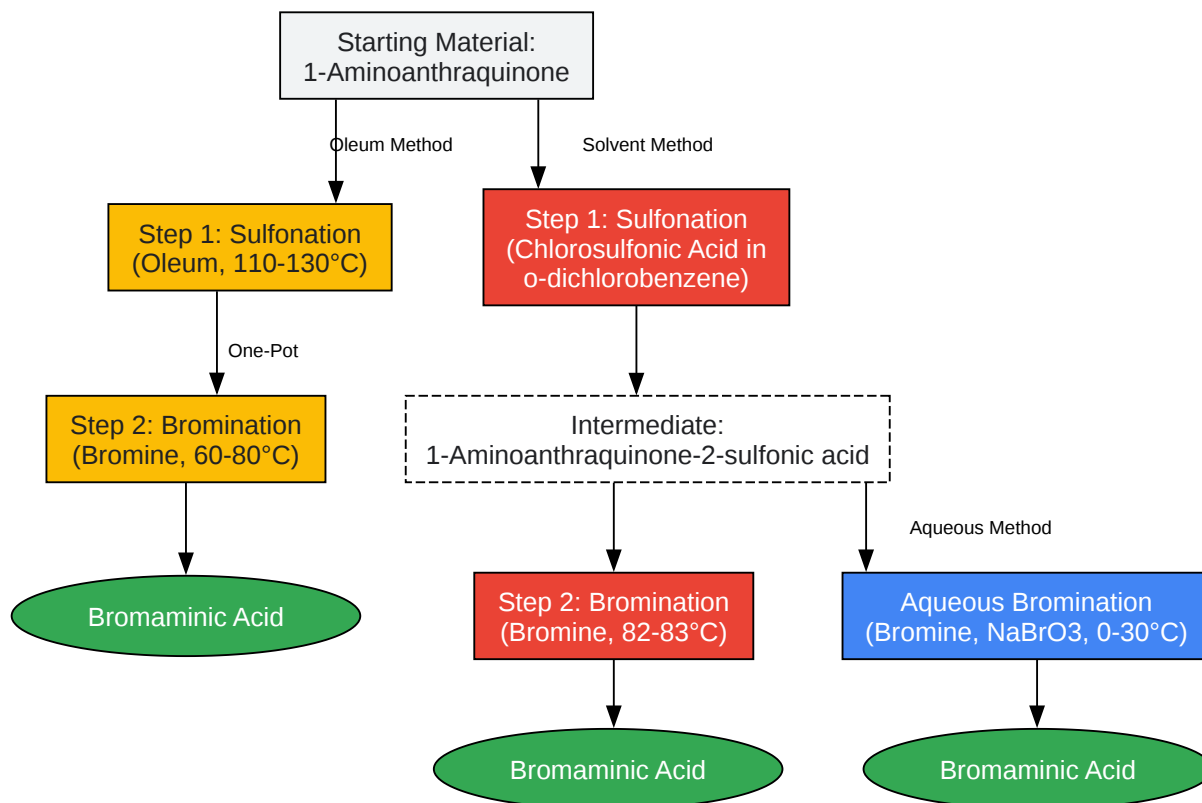 Starting Material:
1-Aminoanthraquinone
Oleum Method
Solvent Method
Step 1: Sulfonation
(Oleum, 110-130°C)
Step 1: Sulfonation
(Chlorosulfonic Acid in
o-dichlorobenzene)
One-Pot
Step 2: Bromination
(Bromine, 60-80°C)
Intermediate:
1-Aminoanthraquinone-2-sulfonic acid
Aqueous Method
Bromaminic Acid
Step 2: Bromination
(Bromine, 82-83°C)
Aqueous Bromination
(Bromine, NaBrO3, 0-30°C)
Bromaminic Acid
Bromaminic Acid